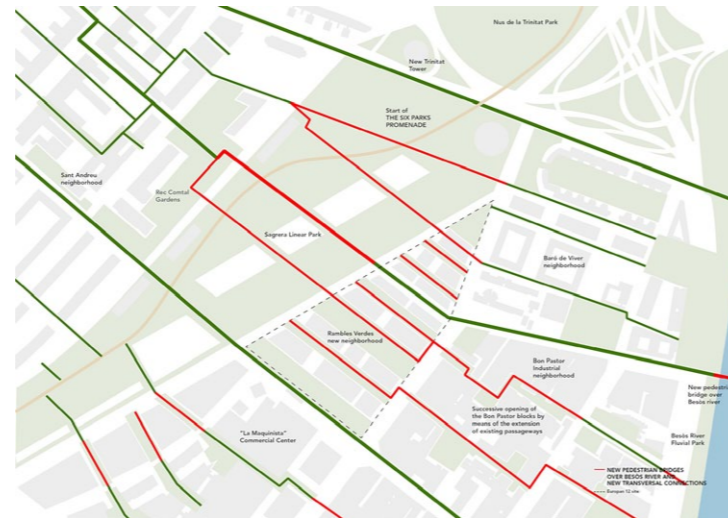 Nus de la Trinitat Park
New Trinitat
Tower
Start of
THE SIX PARKS
PROMENADE
Sant Andreu
neighborhood
Rec Comtal
Gardens
Sagrera Linear Park
Baró de Viver
neighborhood
Rambles Verdes
new neighborhood
Bon Pastor
Industrial
neighborhood
New pedestri
bridge over
Besòs river
Successive opening of
the Bon Pastor blocks by
means of the extension
of existing passageways
"La Maquinista"
Commercial Center
Besòs River
Fluvial Park
NEW PEDESTRIAN BRIDGES
OVER BESÒS RIVER AND
NEW TRANSVERSAL CONNECTIONS
Europan 12 site